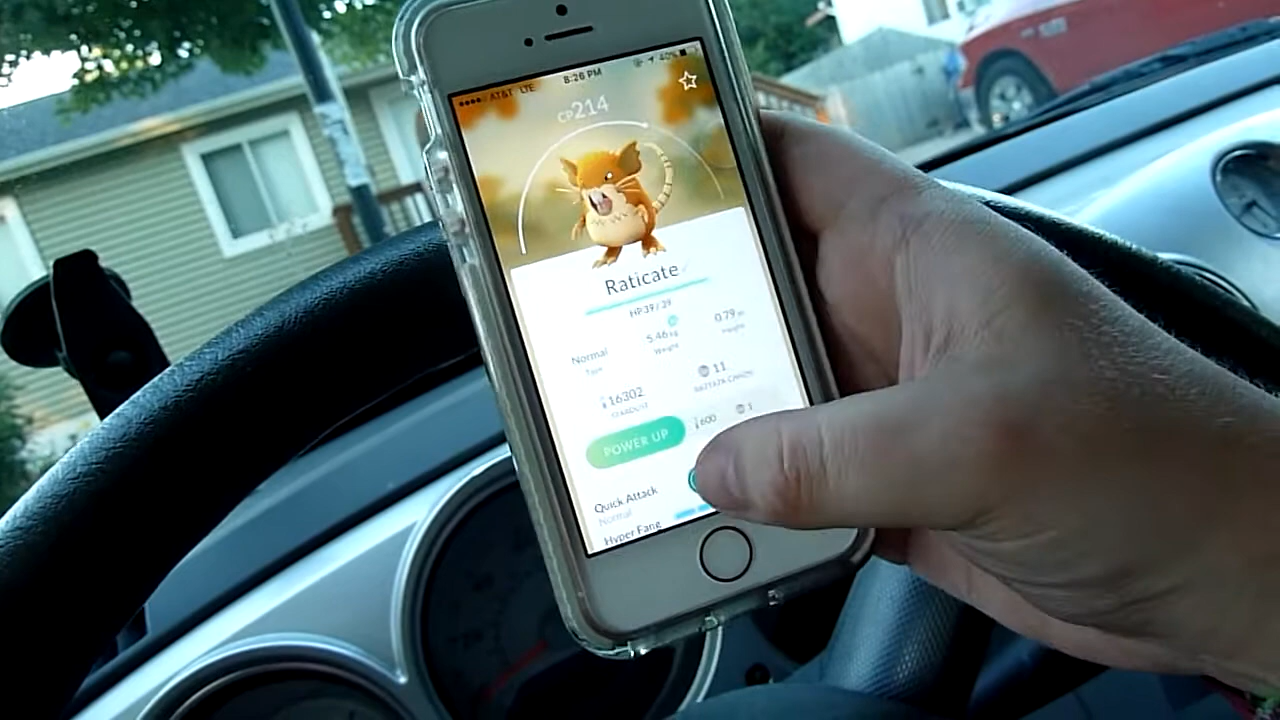 AT&T LTE 8:26 PM 40%
CP214
Raticate
HP 39 / 39
Normal 5.46 kg 0.79 m
Type Weight Height
16302 11
STARDUST RATTATA CANDY
POWER UP 600 1
Quick Attack
Normal
Hyper Fang